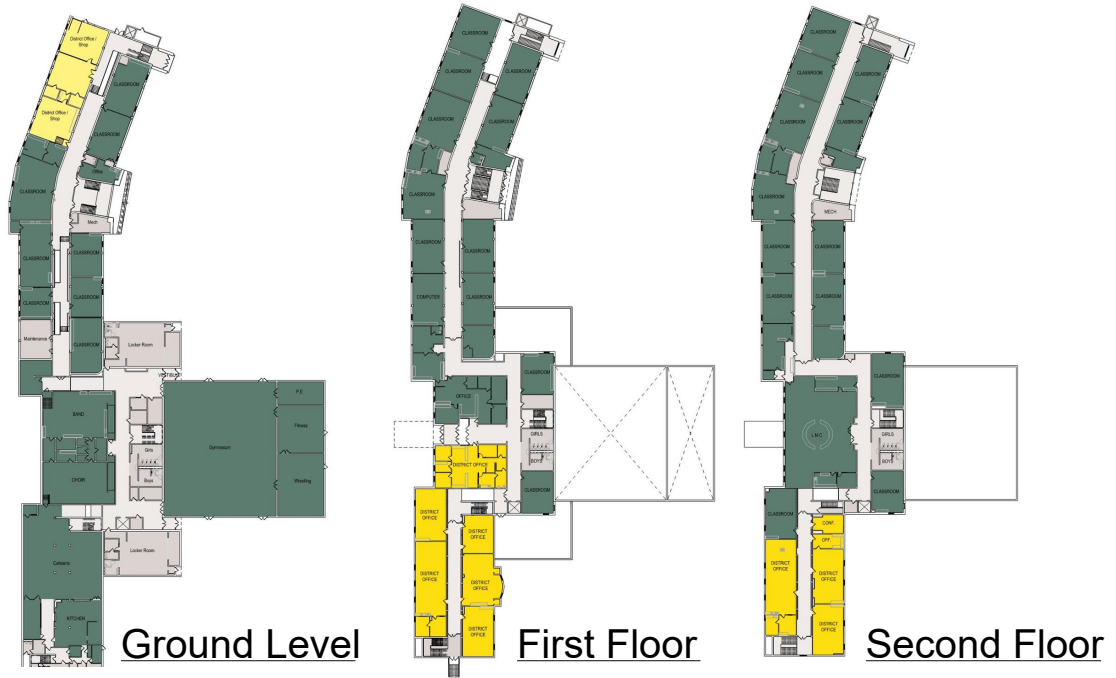 District Office /
Shop
CLASSROOM
District Office /
Shop
CLASSROOM
Office
CLASSROOM
Mech
CLASSROOM
CLASSROOM
CLASSROOM
CLASSROOM
Maintenance
CLASSROOM
Locker Room
BAND
Girls
Boys
CHOIR
Gymnasium
P.E
Fitness
Wrestling
Locker Room
Cafeteria
KITCHEN
Ground Level
CLASSROOM
CLASSROOM
CLASSROOM
CLASSROOM
CLASSROOM
CLASSROOM
CLASSROOM
CLASSROOM
COMPUTER
CLASSROOM
CLASSROOM
OFFICE
GIRLS
BOYS
DISTRICT OFFICE
CLASSROOM
DISTRICT
OFFICE
DISTRICT
OFFICE
DISTRICT
OFFICE
DISTRICT
OFFICE
DISTRICT
OFFICE
First Floor
CLASSROOM
CLASSROOM
CLASSROOM
CLASSROOM
CLASSROOM
CLASSROOM
MECH
CLASSROOM
CLASSROOM
CLASSROOM
CLASSROOM
CLASSROOM
L.M.C
GIRLS
BOYS
CLASSROOM
CLASSROOM
CONF.
OFF.
DISTRICT
OFFICE
DISTRICT
OFFICE
DISTRICT
OFFICE
Second Floor